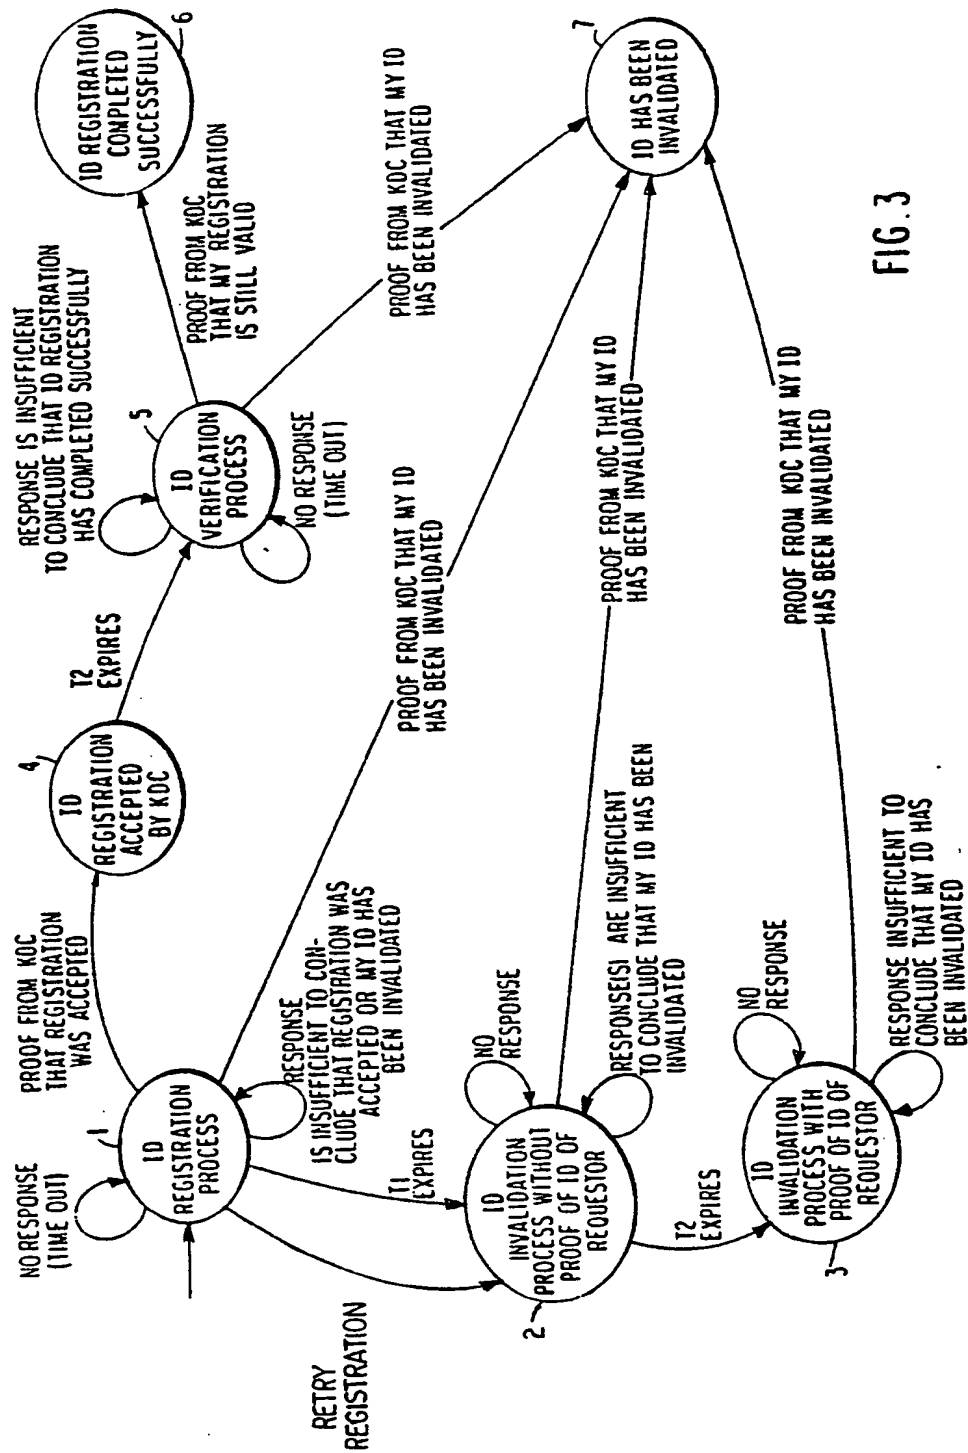 NO RESPONSE
(TIME OUT)
1
ID
REGISTRATION
PROCESS
PROOF FROM KDC
THAT REGISTRATION
WAS ACCEPTED
4
ID
REGISTRATION
ACCEPTED
BY KDC
T2
EXPIRES
RESPONSE IS INSUFFICIENT
TO CONCLUDE THAT ID REGISTRATION
HAS COMPLETED SUCCESSFULLY
5
ID
VERIFICATION
PROCESS
NO RESPONSE
(TIME OUT)
PROOF FROM KDC
THAT MY REGISTRATION
IS STILL VALID
ID REGISTRATION
COMPLETED
SUCCESSFULLY
6
PROOF FROM KDC THAT MY ID
HAS BEEN INVALIDATED
7
ID HAS BEEN
INVALIDATED
PROOF FROM KDC THAT MY ID
HAS BEEN INVALIDATED
RESPONSE
IS INSUFFICIENT TO CON-
CLUDE THAT REGISTRATION WAS
ACCEPTED OR MY ID HAS
BEEN INVALIDATED
RETRY
REGISTRATION
T1
EXPIRES
2
ID
INVALIDATION
PROCESS WITHOUT
PROOF OF ID OF
REQUESTOR
NO
RESPONSE
RESPONSE(S) ARE INSUFFICIENT
TO CONCLUDE THAT MY ID HAS BEEN
INVALIDATED
PROOF FROM KDC THAT MY ID
HAS BEEN INVALIDATED
T2
EXPIRES
3
ID
INVALIDATION
PROCESS WITH
PROOF OF ID OF
REQUESTOR
NO
RESPONSE
RESPONSE INSUFFICIENT TO
CONCLUDE THAT MY ID HAS
BEEN INVALIDATED
PROOF FROM KDC THAT MY ID
HAS BEEN INVALIDATED
FIG.3